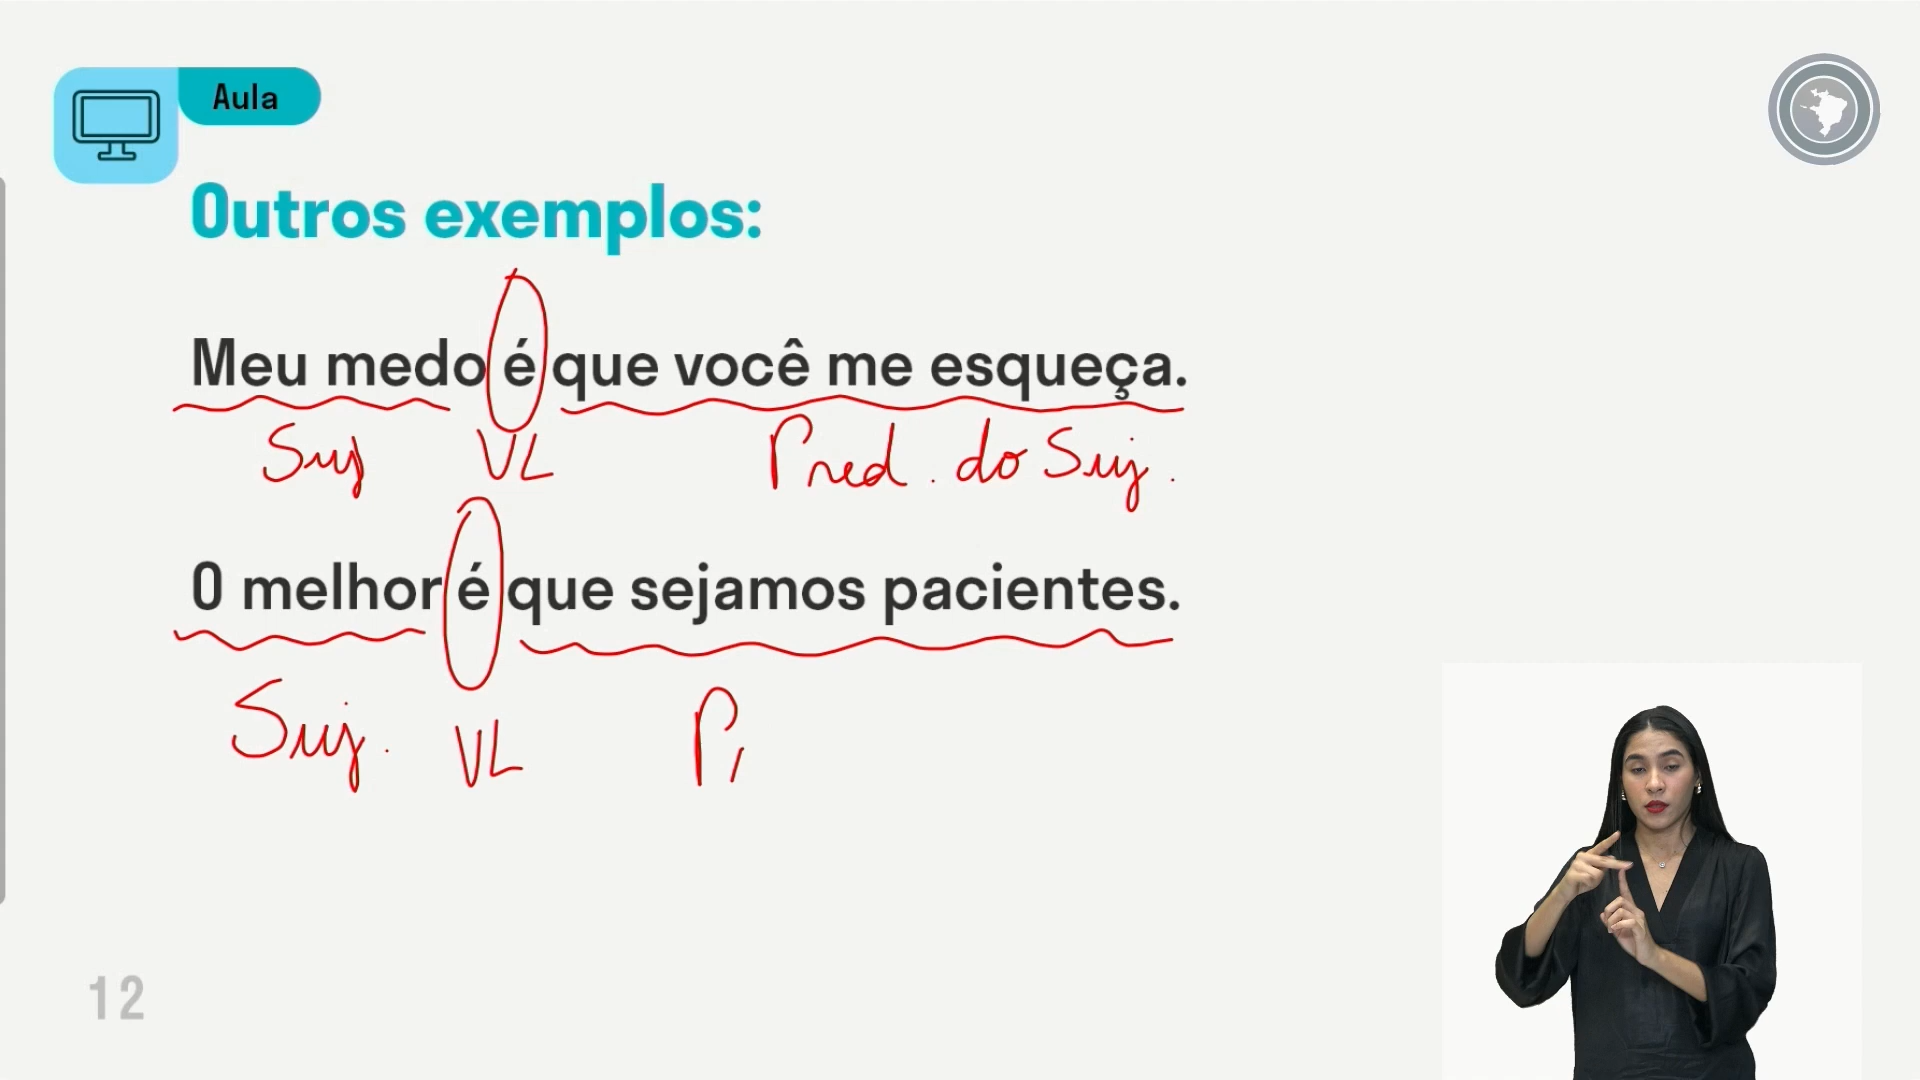 Aula
Outros exemplos:
Meu medo é que você me esqueça.
Suj VL Pred. do Suj.
O melhor é que sejamos pacientes.
Suj. VL P
12